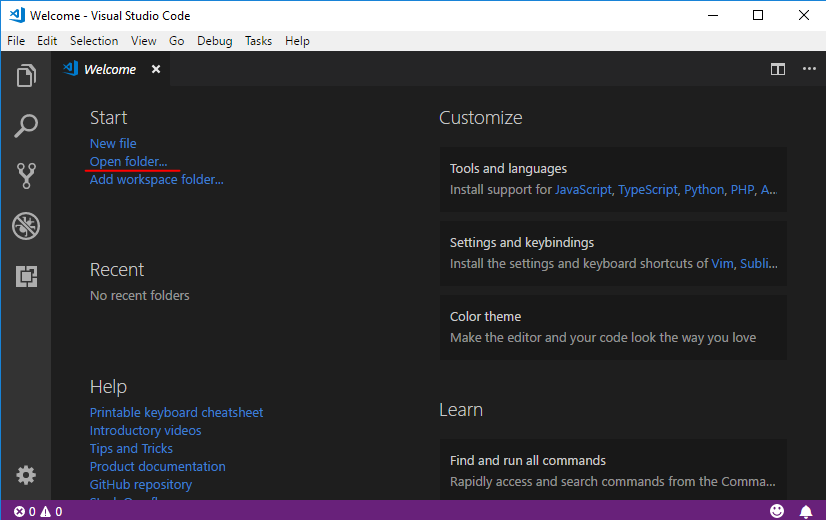 Welcome - Visual Studio Code
File Edit Selection View Go Debug Tasks Help
Welcome
Start
New file
Open folder...
Add workspace folder...
Recent
No recent folders
Help
Printable keyboard cheatsheet
Introductory videos
Tips and Tricks
Product documentation
GitHub repository
Customize
Tools and languages
Install support for JavaScript, TypeScript, Python, PHP, A...
Settings and keybindings
Install the settings and keyboard shortcuts of Vim, Subli...
Color theme
Make the editor and your code look the way you love
Learn
Find and run all commands
Rapidly access and search commands from the Comma...
0 0